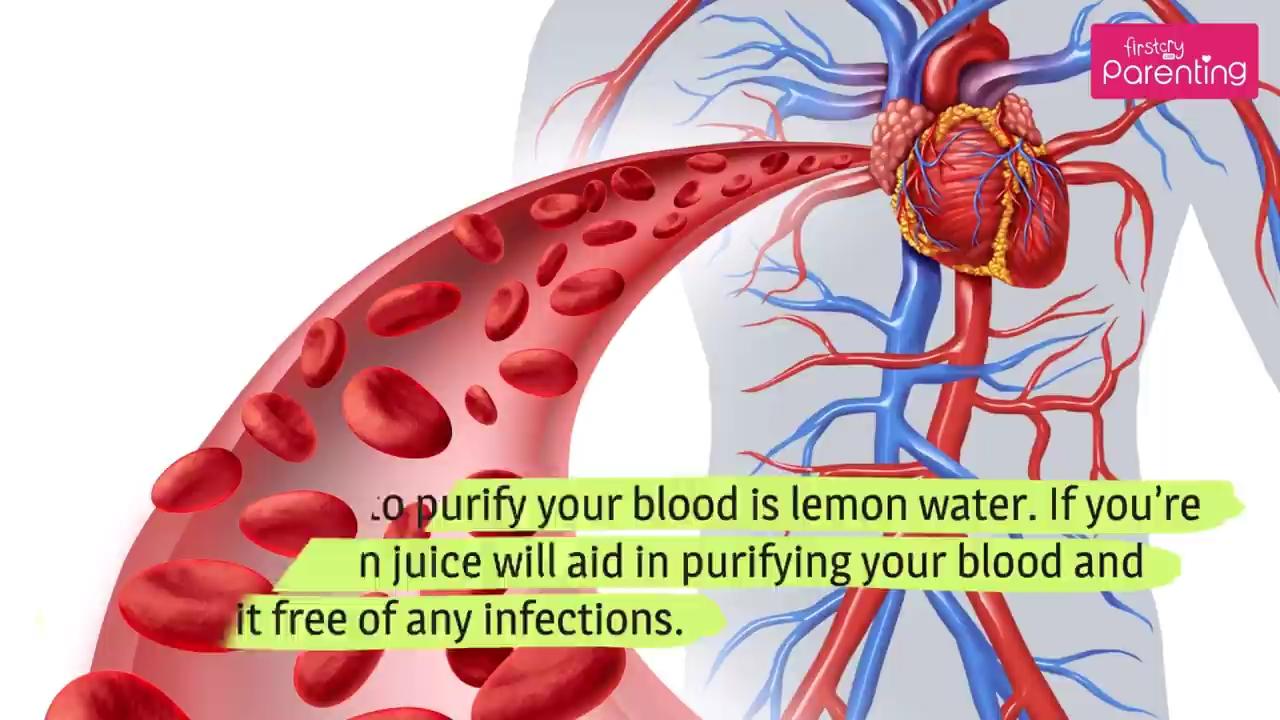 firstcry
Parenting
purify your blood is lemon water. If you're
juice will aid in purifying your blood and
it free of any infections.